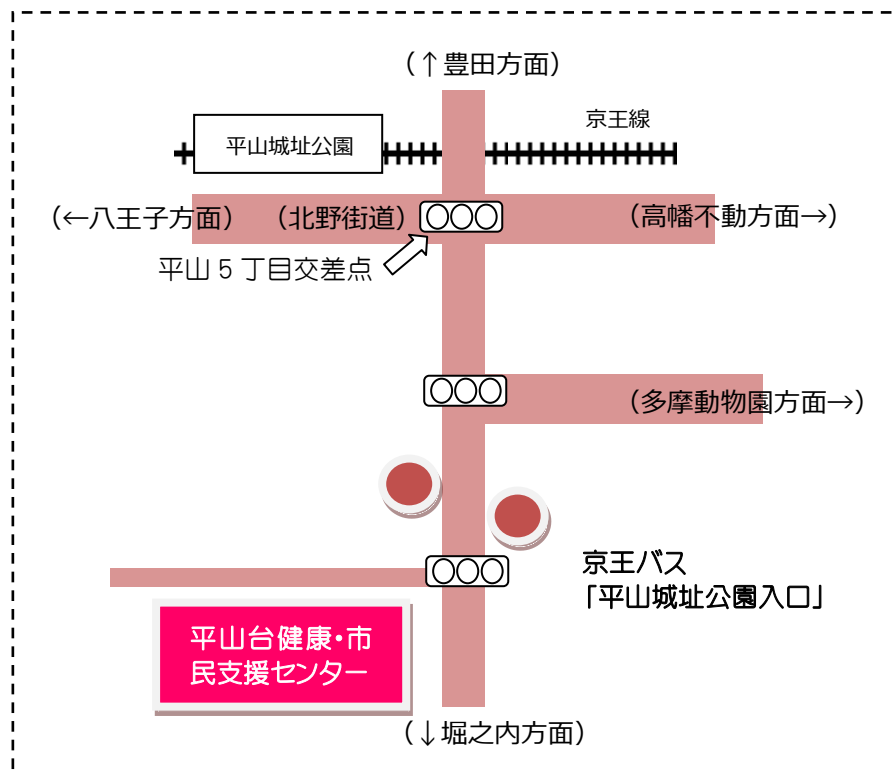 （↑豊田方面）
京王線
平山城址公園
（←八王子方面）
（北野街道）
（高幡不動方面→）
平山５丁目交差点
（多摩動物園方面→）
京王バス
「平山城址公園入口」
平山台健康・市
民支援センター
（↓堀之内方面）